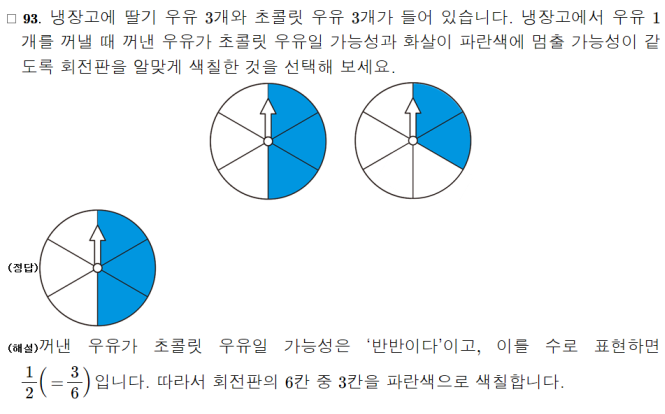 □ 93. 냉장고에 딸기 우유 3개와 초콜릿 우유 3개가 들어 있습니다. 냉장고에서 우유 1
개를 꺼낼 때 꺼낸 우유가 초콜릿 우유일 가능성과 화살이 파란색에 멈출 가능성이 같
도록 회전판을 알맞게 색칠한 것을 선택해 보세요.
(정답)
(해설)꺼낸 우유가 초콜릿 우유일 가능성은 ‘반반이다’이고, 이를 수로 표현하면
1/2(=3/6)입니다. 따라서 회전판의 6칸 중 3칸을 파란색으로 색칠합니다.